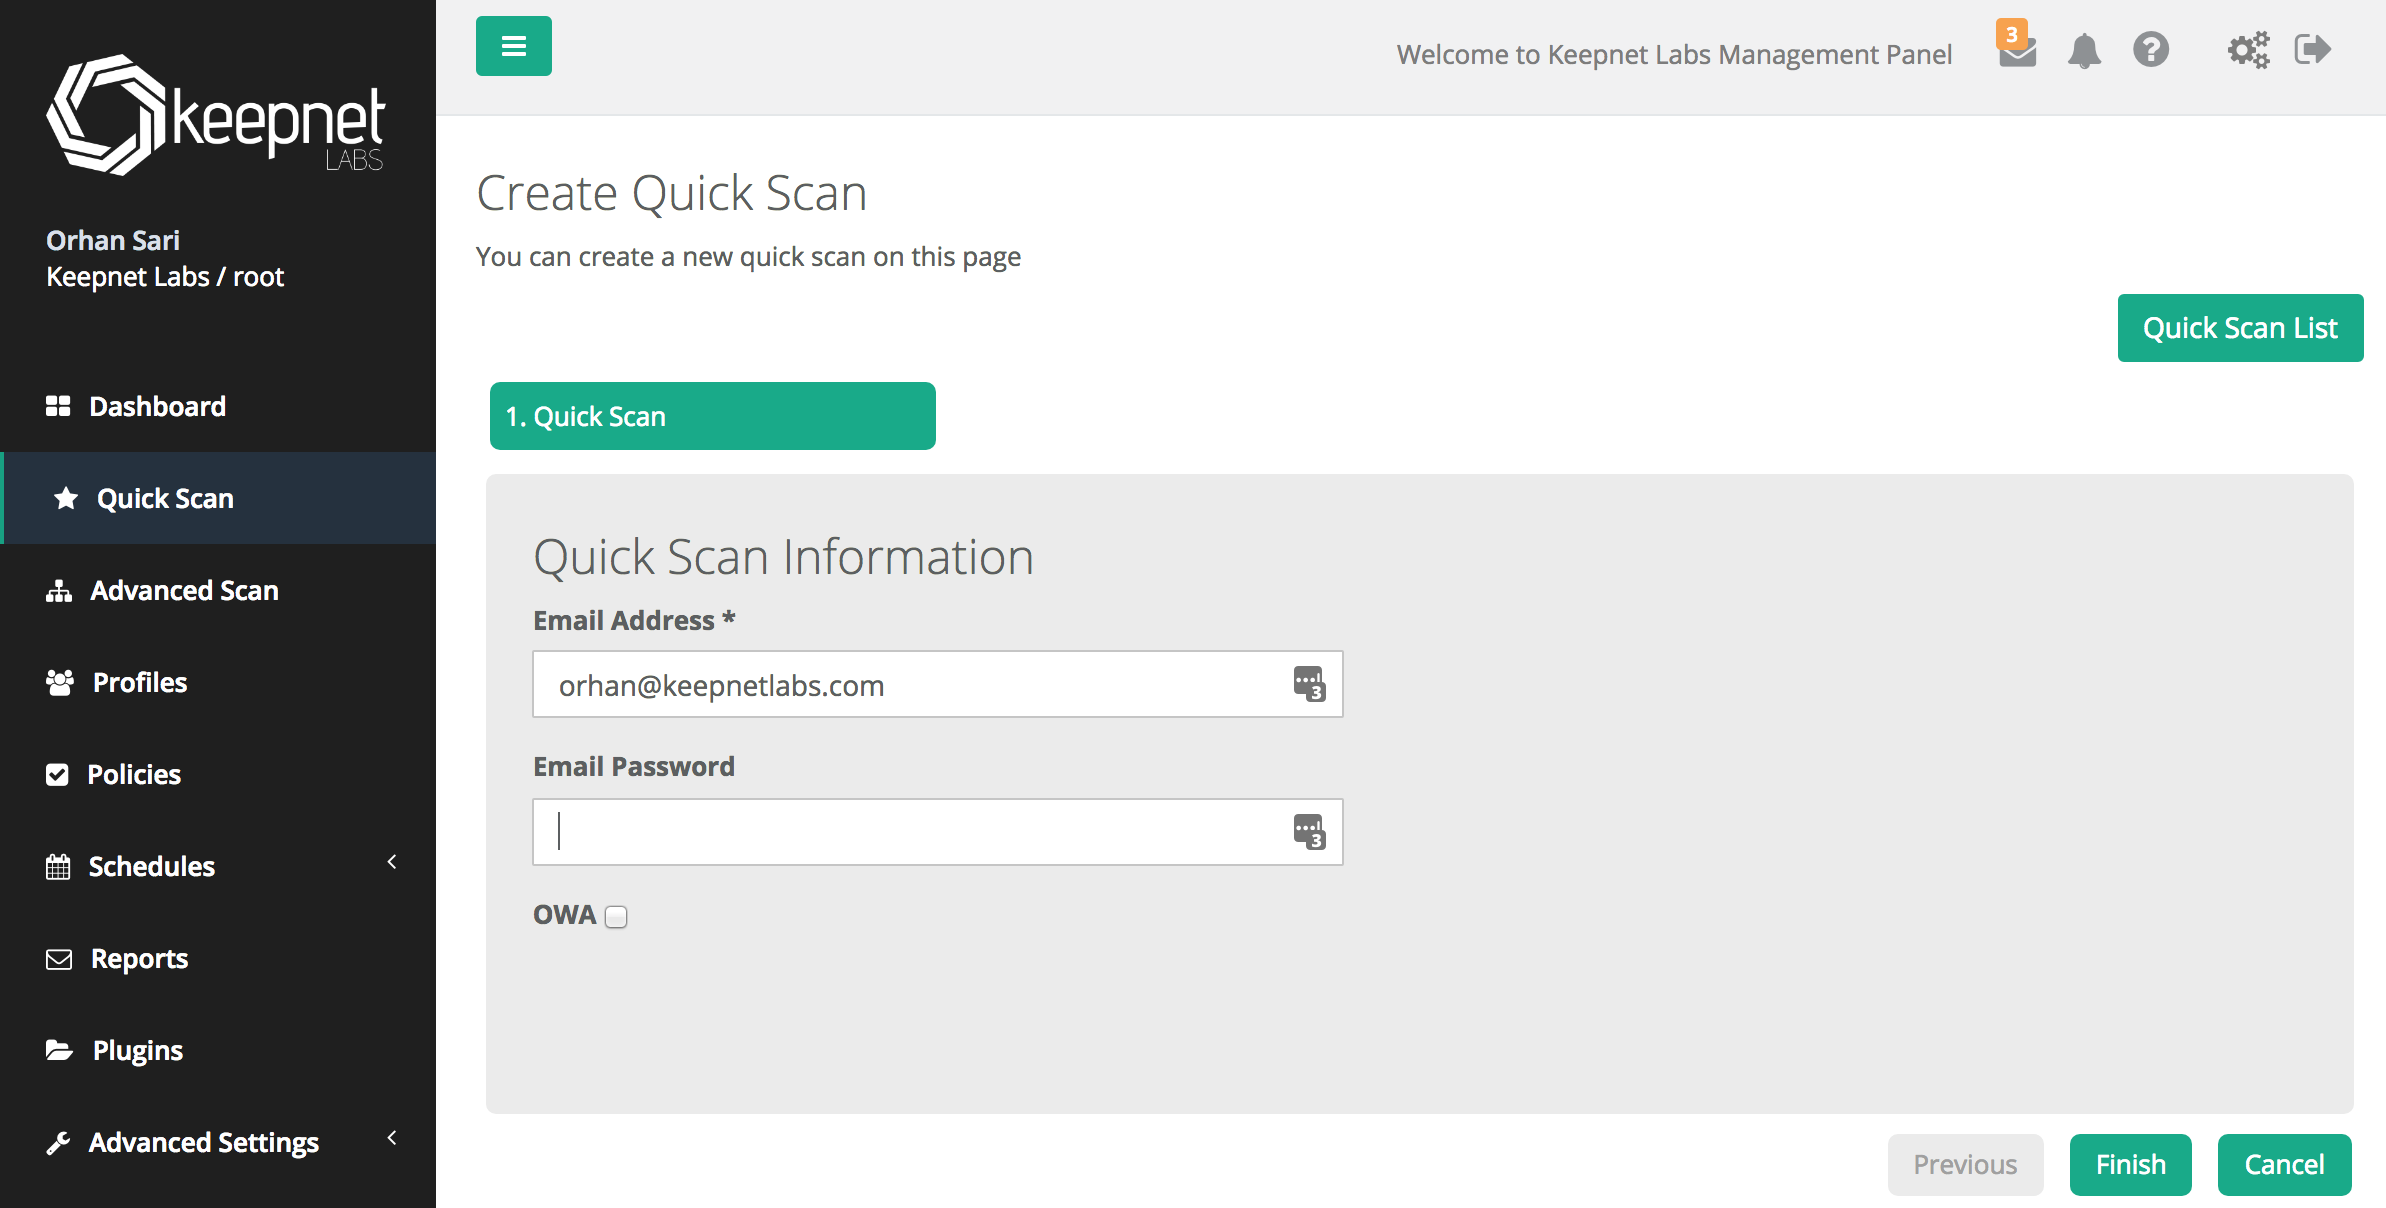 keepnet
LABS
Orhan Sari
Keepnet Labs / root
Dashboard
Quick Scan
Advanced Scan
Profiles
Policies
Schedules
Reports
Plugins
Advanced Settings
Welcome to Keepnet Labs Management Panel
3
Create Quick Scan
You can create a new quick scan on this page
Quick Scan List
1. Quick Scan
Quick Scan Information
Email Address *
orhan@keepnetlabs.com
3
Email Password
3
OWA
Previous
Finish
Cancel